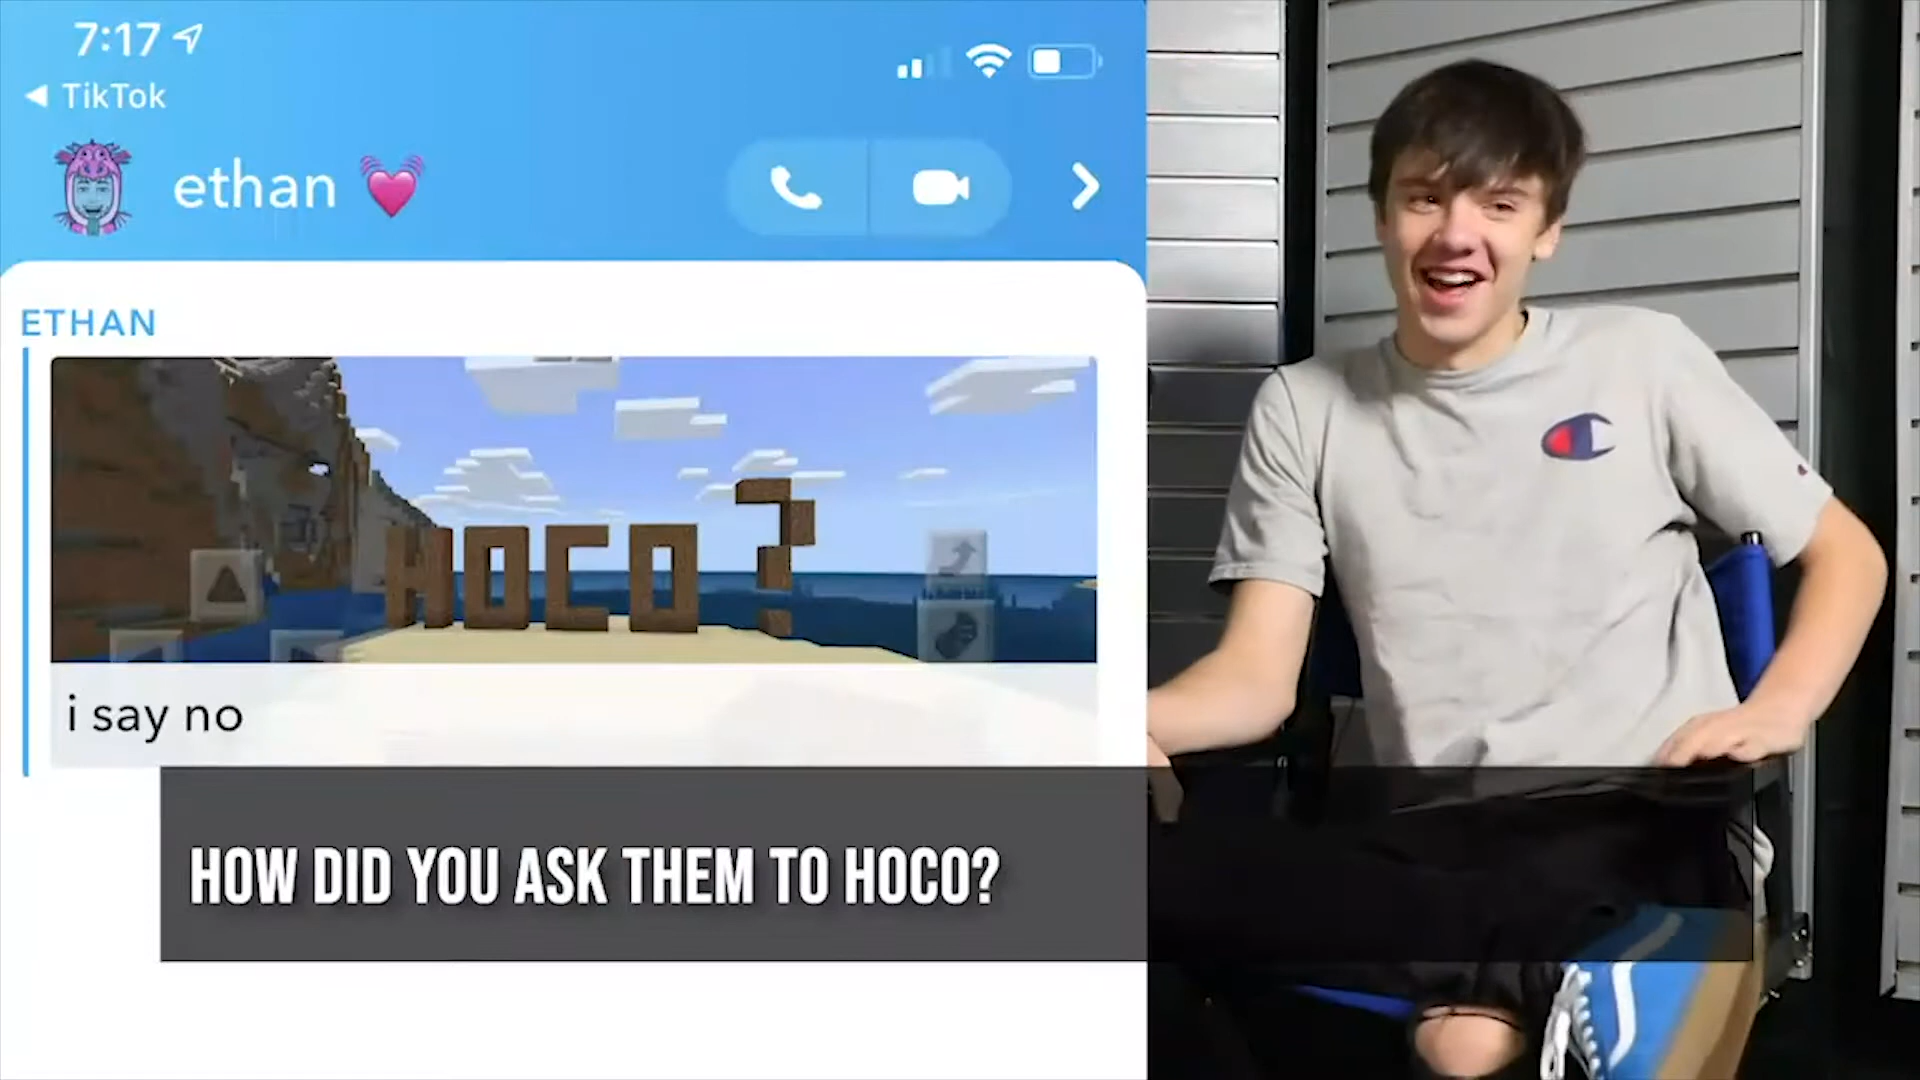 7:17
TikTok
ethan
ETHAN
HOCO?
i say no
HOW DID YOU ASK THEM TO HOCO?